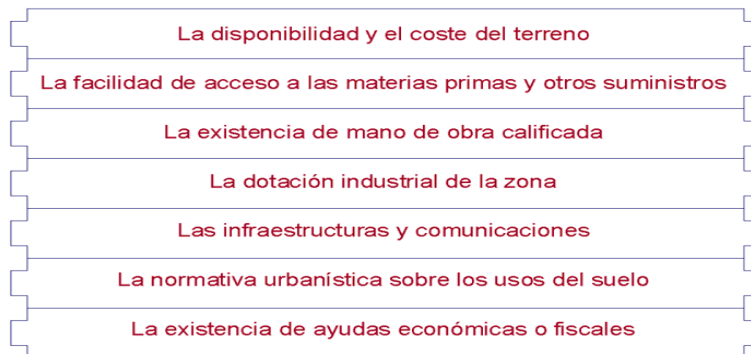 La disponibilidad y el coste del terreno
La facilidad de acceso a las materias primas y otros suministros
La existencia de mano de obra calificada
La dotación industrial de la zona
Las infraestructuras y comunicaciones
La normativa urbanística sobre los usos del suelo
La existencia de ayudas económicas o fiscales